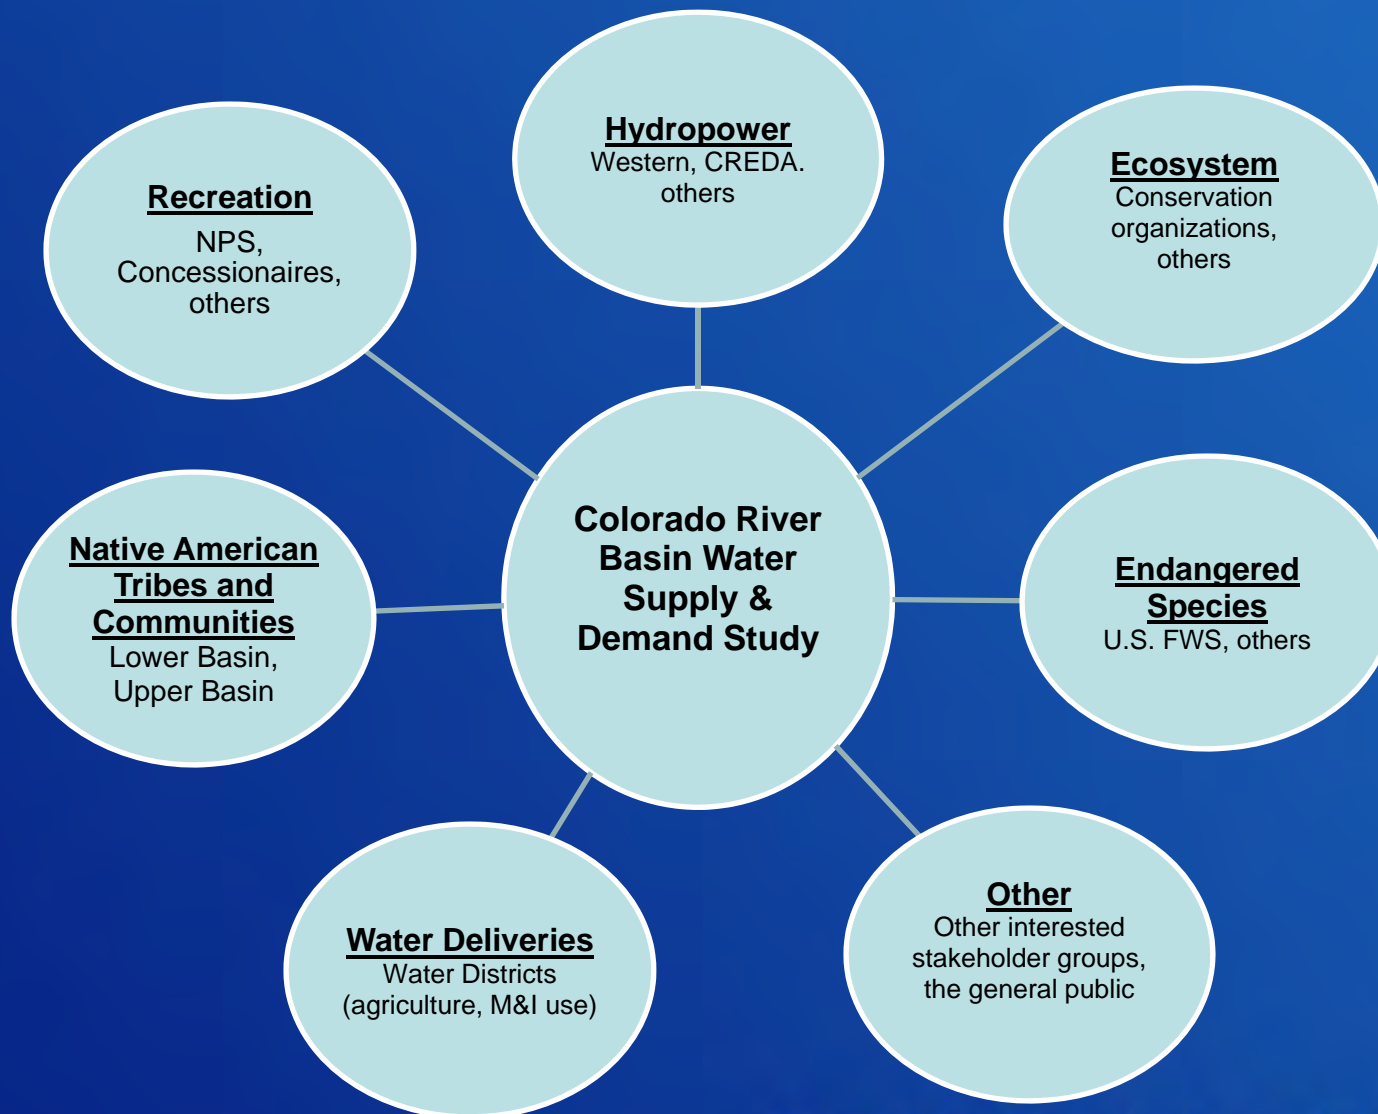 Hydropower
Western, CREDA.
others
Ecosystem
Conservation
organizations,
others
Recreation
NPS,
Concessionaires,
others
Colorado River
Basin Water
Supply &
Demand Study
Native American
Tribes and
Communities
Lower Basin,
Upper Basin
Endangered
Species
U.S. FWS, others
Water Deliveries
Water Districts
(agriculture, M&I use)
Other
Other interested
stakeholder groups,
the general public